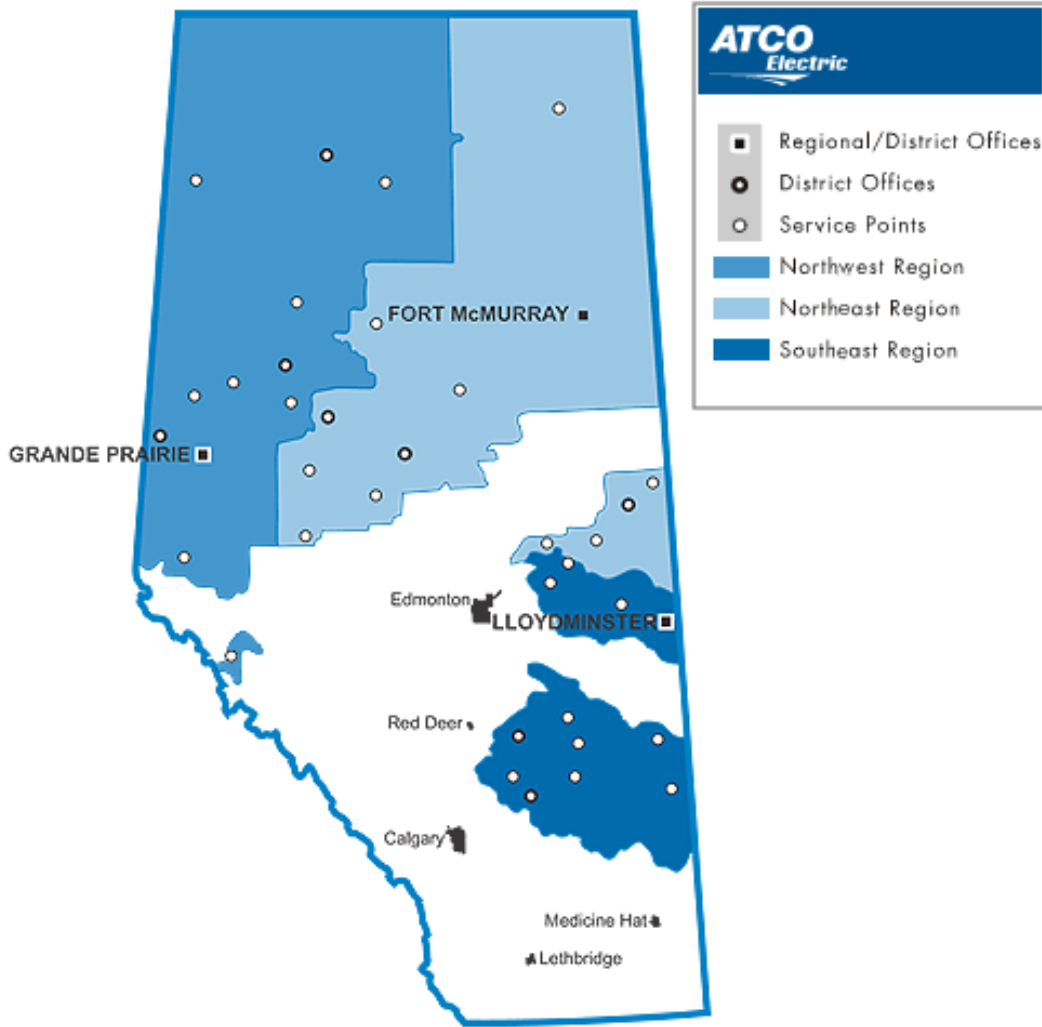 ATCO
Electric
Regional/District Offices
District Offices
Service Points
Northwest Region
Northeast Region
Southeast Region
FORT McMURRAY
GRANDE PRAIRIE
Edmonton
LLOYDMINSTER
Red Deer
Calgary
Medicine Hat
Lethbridge